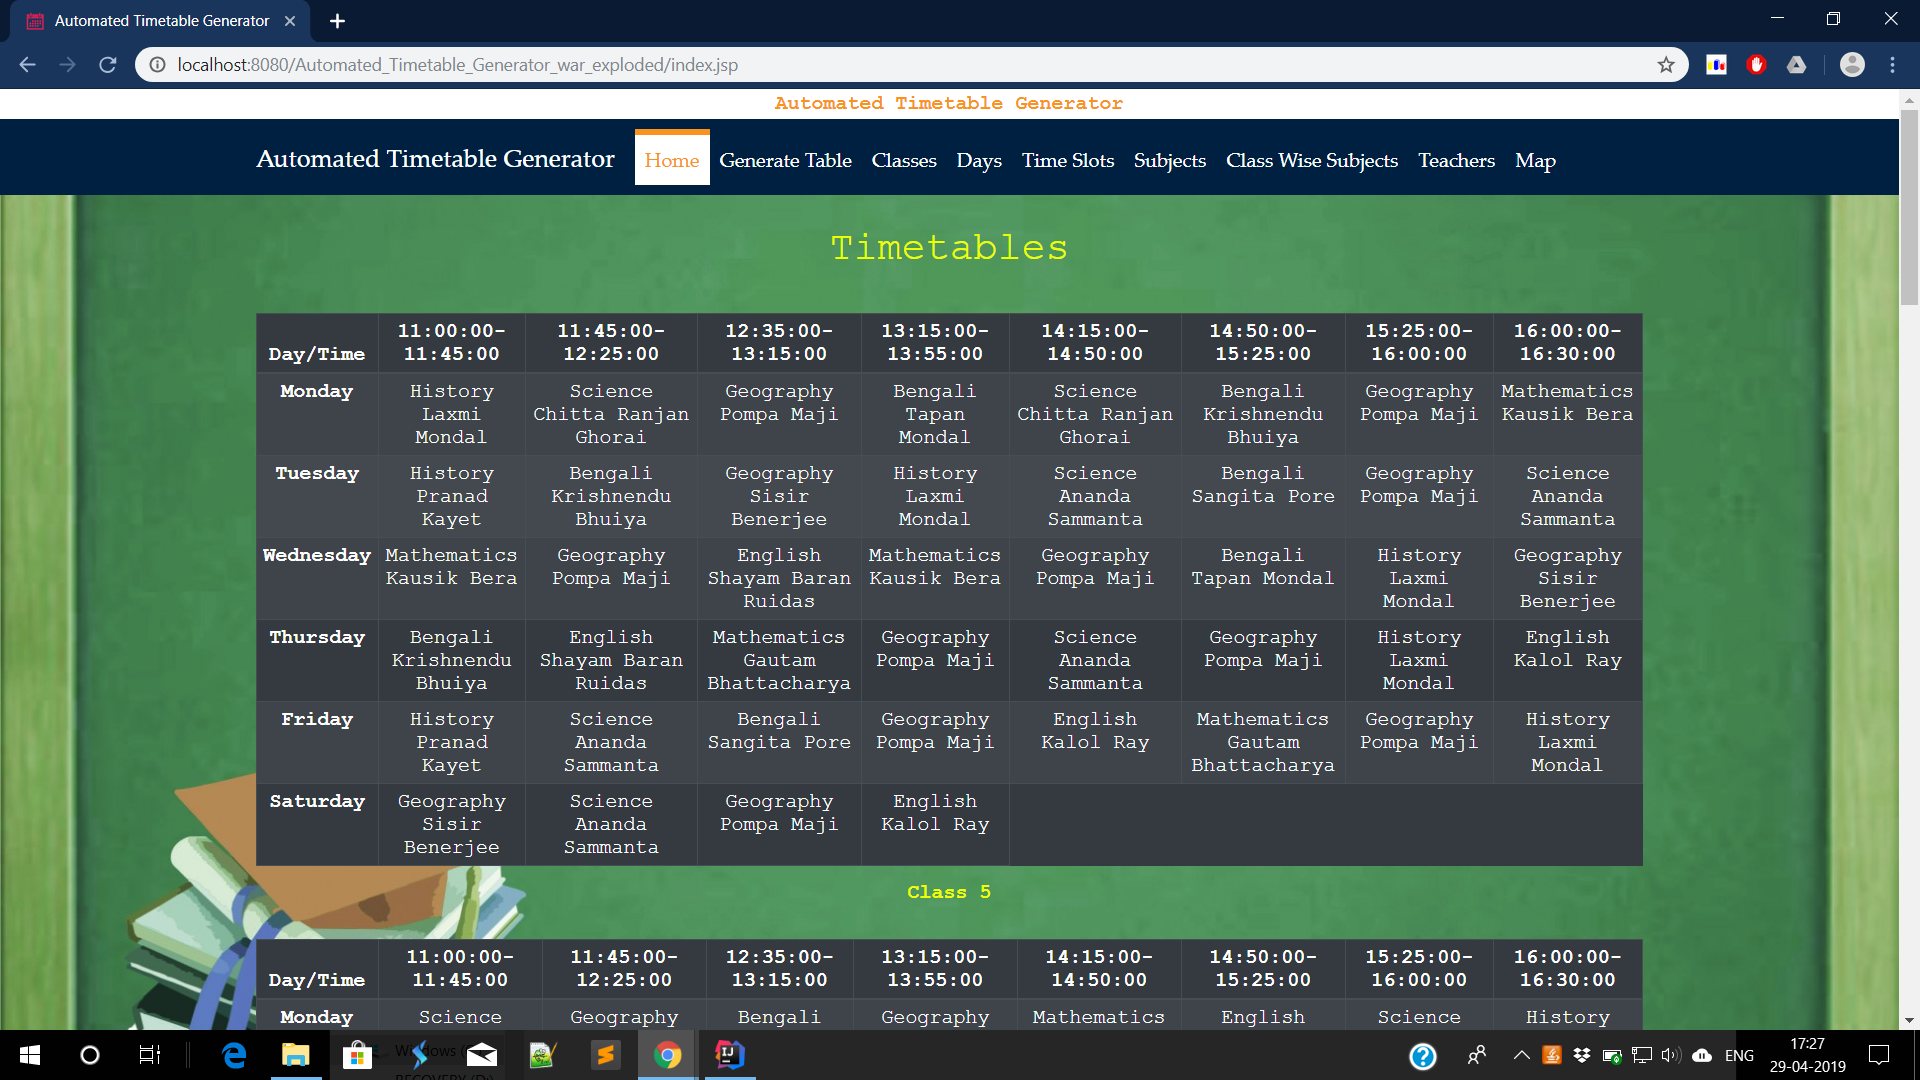 Automated Timetable Generator
localhost:8080/Automated_Timetable_Generator_war_exploded/index.jsp
Automated Timetable Generator
Automated Timetable Generator Home Generate Table Classes Days Time Slots Subjects Class Wise Subjects Teachers Map
Timetables
11:00:00- 11:45:00- 12:35:00- 13:15:00- 14:15:00- 14:50:00- 15:25:00- 16:00:00-
Day/Time 11:45:00 12:25:00 13:15:00 13:55:00 14:50:00 15:25:00 16:00:00 16:30:00
Monday History Science Geography Bengali Science Bengali Geography Mathematics
Laxmi Chitta Ranjan Pompa Maji Tapan Chitta Ranjan Krishnendu Pompa Maji Kausik Bera
Mondal Ghorai Mondal Ghorai Bhuiya
Tuesday History Bengali Geography History Science Bengali Geography Science
Pranad Krishnendu Sisir Laxmi Ananda Sangita Pore Pompa Maji Ananda
Kayet Bhuiya Benerjee Mondal Sammanta Sammanta
Wednesday Mathematics Geography English Mathematics Geography Bengali History Geography
Kausik Bera Pompa Maji Shayam Baran Kausik Bera Pompa Maji Tapan Mondal Laxmi Sisir
Ruidas Mondal Benerjee
Thursday Bengali English Mathematics Geography Science Geography History English
Krishnendu Shayam Baran Gautam Pompa Maji Ananda Pompa Maji Laxmi Kalol Ray
Bhuiya Ruidas Bhattacharya Sammanta Mondal
Friday History Science Bengali Geography English Mathematics Geography History
Pranad Ananda Sangita Pore Pompa Maji Kalol Ray Gautam Pompa Maji Laxmi
Kayet Sammanta Bhattacharya Mondal
Saturday Geography Science Geography English
Sisir Ananda Pompa Maji Kalol Ray
Benerjee Sammanta
Class 5
11:00:00- 11:45:00- 12:35:00- 13:15:00- 14:15:00- 14:50:00- 15:25:00- 16:00:00-
Day/Time 11:45:00 12:25:00 13:15:00 13:55:00 14:50:00 15:25:00 16:00:00 16:30:00
Monday Science Geography Bengali Geography Mathematics English Science History
ENG
17:27
29-04-2019